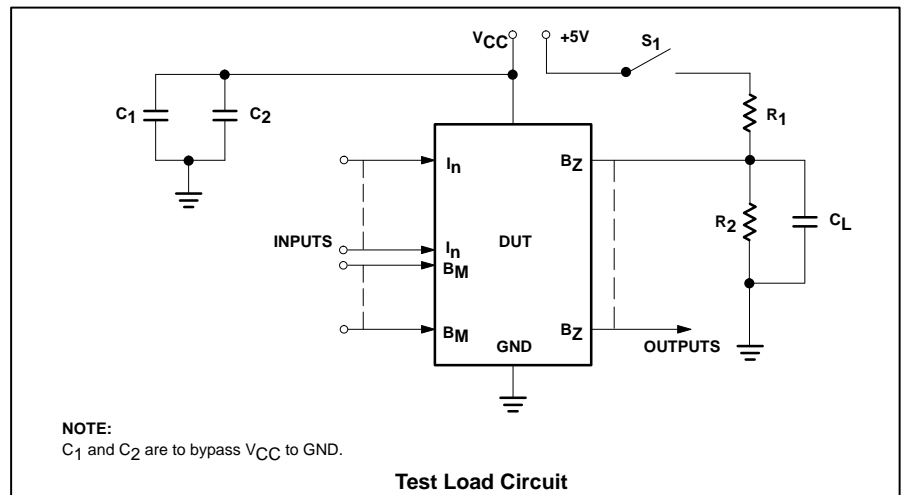 VCC +5V S1
C1 C2
R1
In BZ
R2 CL
INPUTS DUT
In
BM
BM BZ
GND OUTPUTS
NOTE:
C1 and C2 are to bypass VCC to GND.
Test Load Circuit